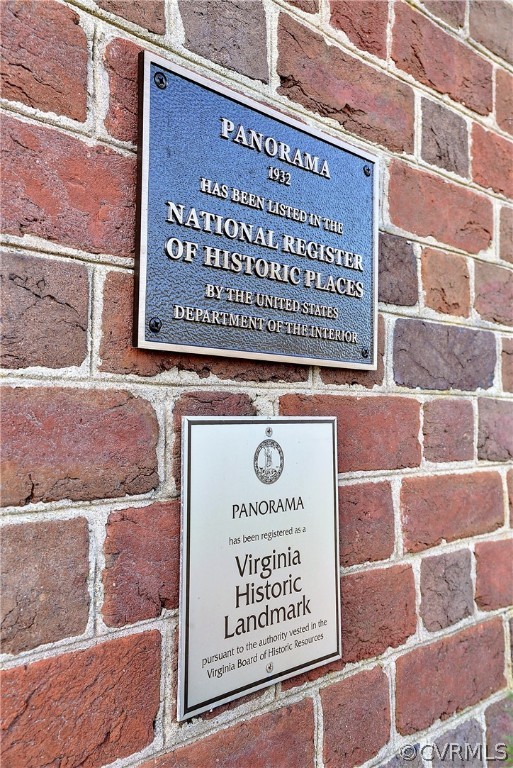 PANORAMA
1932
HAS BEEN LISTED IN THE
NATIONAL REGISTER
OF HISTORIC PLACES
BY THE UNITED STATES
DEPARTMENT OF THE INTERIOR
PANORAMA
has been registered as a
Virginia
Historic
Landmark
pursuant to the authority vested in the
Virginia Board of Historic Resources
© CVRMLS